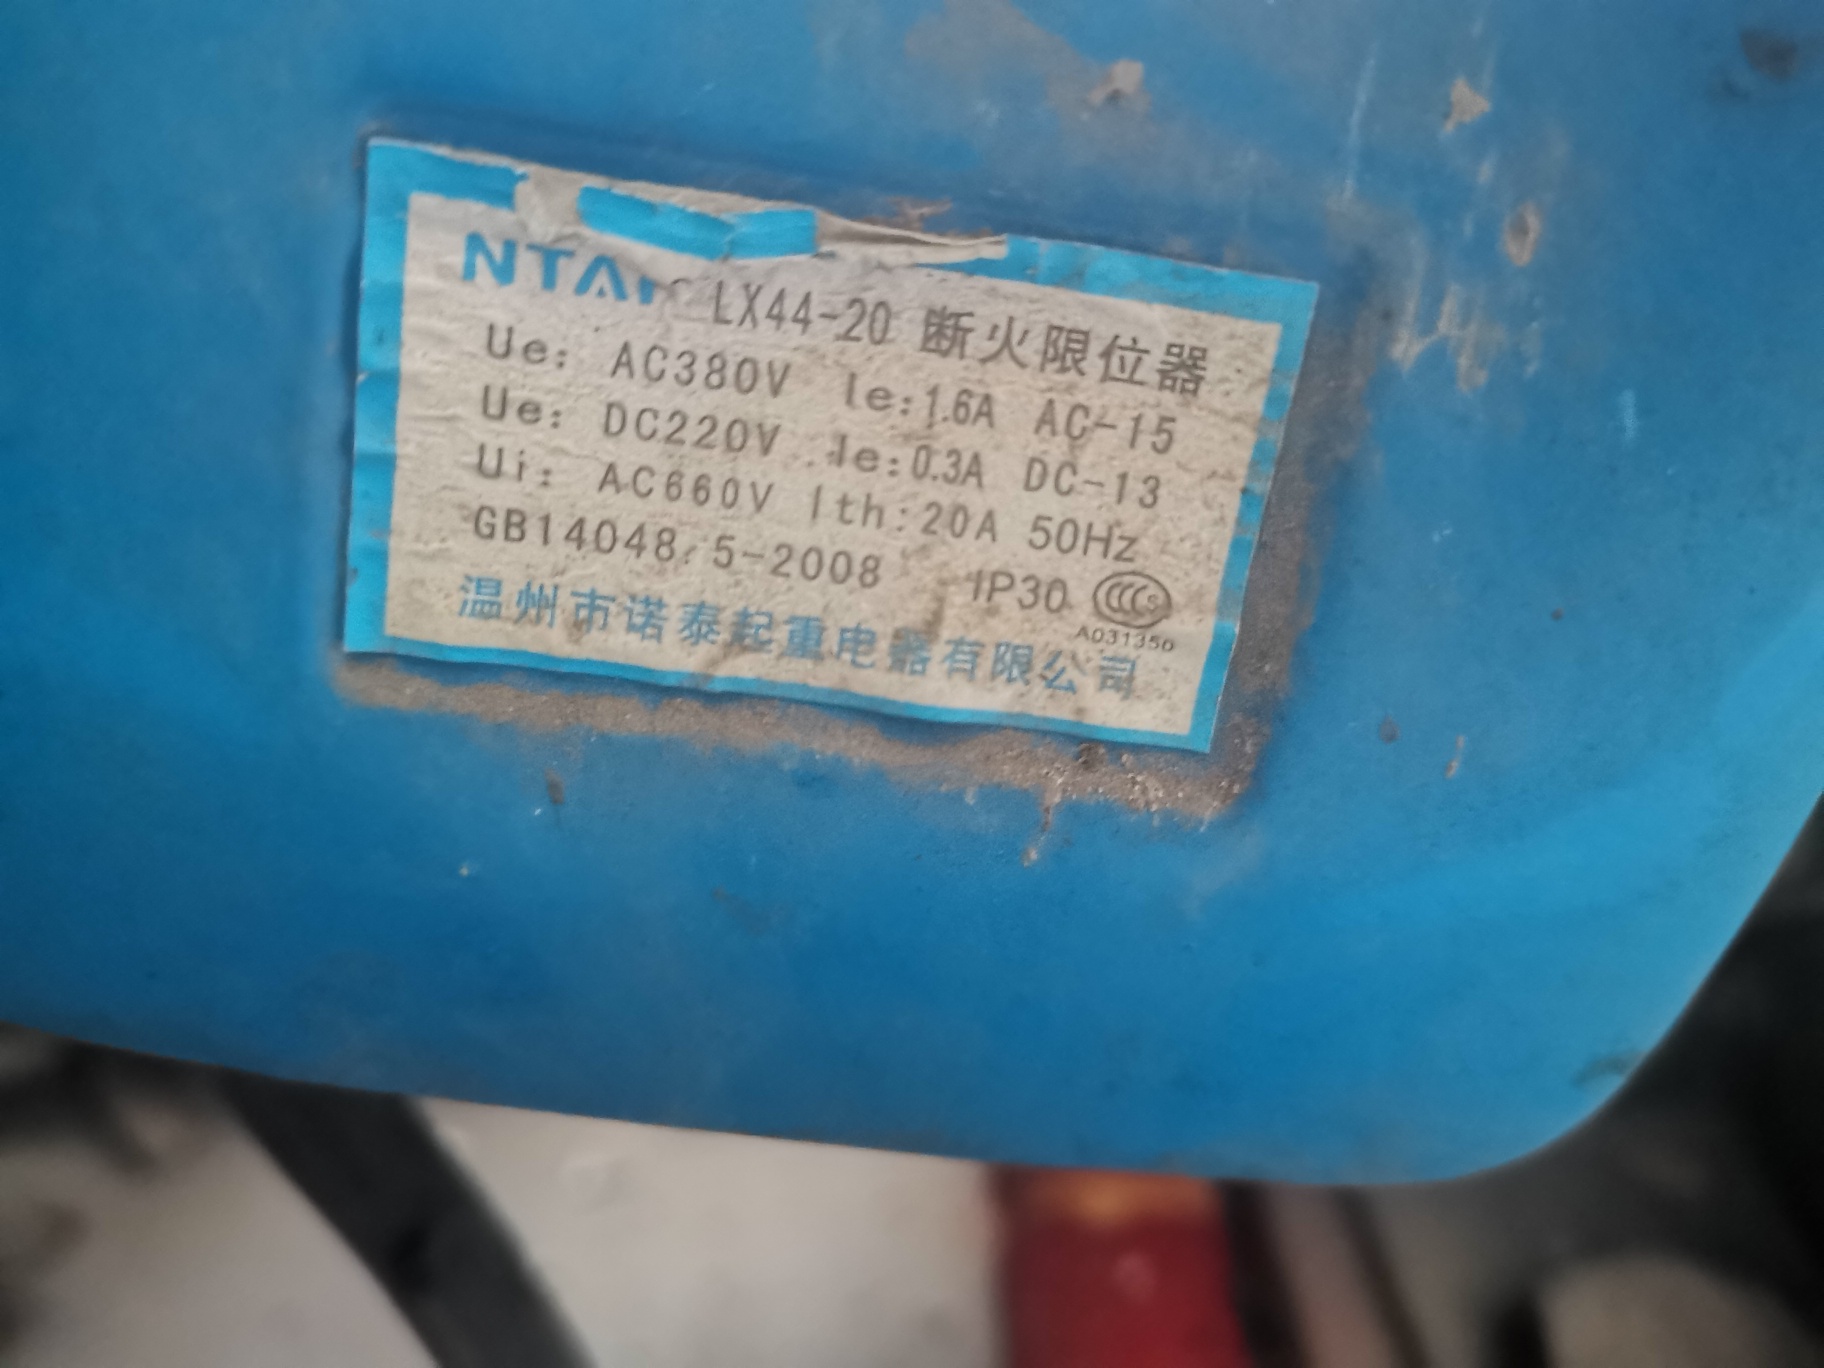 NTAI LX44-20 断火限位器
Ue: AC380V Ie:1.6A AC-15
Ue: DC220V Ie:0.3A DC-13
Ui: AC660V Ith:20A 50Hz
GB14048.5-2008 IP30 CCC S
A031350
温州市诺泰起重电器有限公司